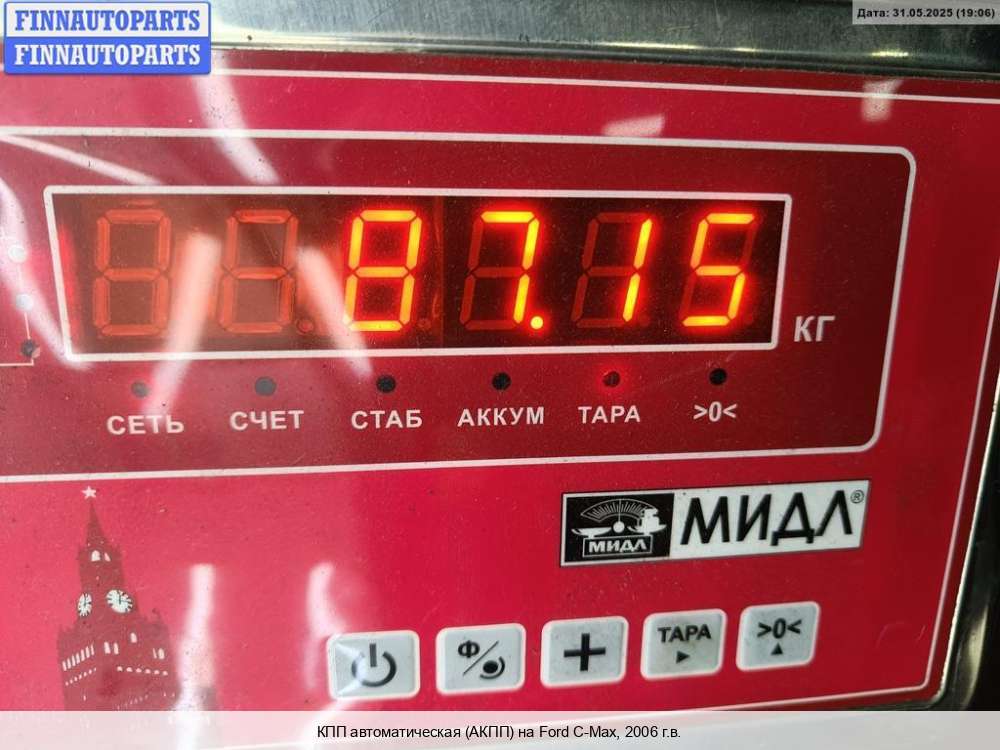 FINNAUTOPARTS
FINNAUTOPARTS
Дата: 31.05.2025 (19:06)
87.15
КГ
СЕТЬ СЧЕТ СТАБ АККУМ ТАРА >0<
МИДЛ МИДЛ®
Ф ТАРА >0<
КПП автоматическая (АКПП) на Ford C-Max, 2006 г.в.